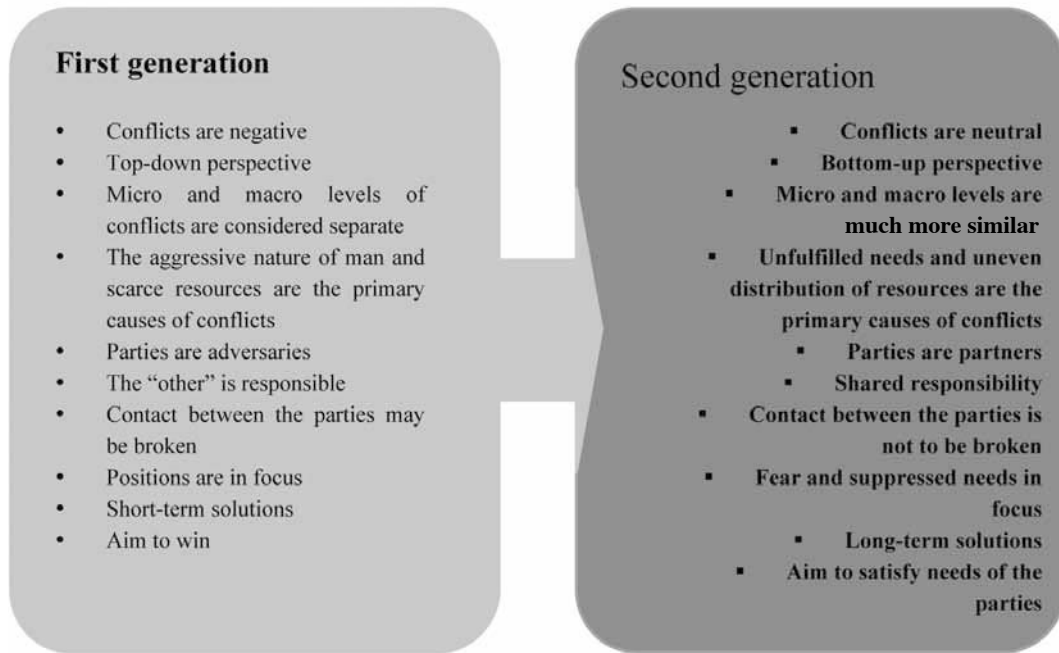 First generation
• Conflicts are negative
• Top-down perspective
• Micro and macro levels of
conflicts are considered separate
• The aggressive nature of man and
scarce resources are the primary
causes of conflicts
• Parties are adversaries
• The “other” is responsible
• Contact between the parties may
be broken
• Positions are in focus
• Short-term solutions
• Aim to win
Second generation
▪ Conflicts are neutral
▪ Bottom-up perspective
▪ Micro and macro levels are
much more similar
▪ Unfulfilled needs and uneven
distribution of resources are the
primary causes of conflicts
▪ Parties are partners
▪ Shared responsibility
▪ Contact between the parties is
not to be broken
▪ Fear and suppressed needs in
focus
▪ Long-term solutions
▪ Aim to satisfy needs of the
parties